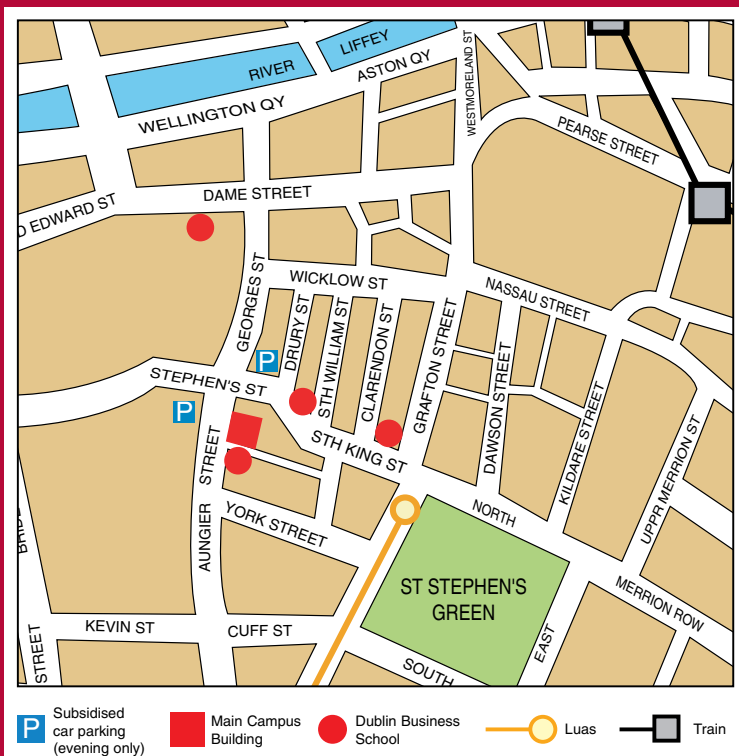 RIVER LIFFEY
ASTON QY
WELLINGTON QY
WESTMORELAND ST
PEARSE STREET
DAME STREET
D EDWARD ST
GEORGES ST
WICKLOW ST
NASSAU STREET
DRURY ST
STH WILLIAM ST
CLARENDON ST
GRAFTON STREET
DAWSON STREET
KILDARE STREET
UPPR MERRION ST
P
STEPHEN'S ST
P
STH KING ST
AUNGIER STREET
YORK STREET
NORTH
ST STEPHEN'S
GREEN
MERRION ROW
EAST
SOUTH
KEVIN ST
CUFF ST
BRIDE
STREET
P
Subsidised
car parking
(evening only)
Main Campus
Building
Dublin Business
School
Luas
Train